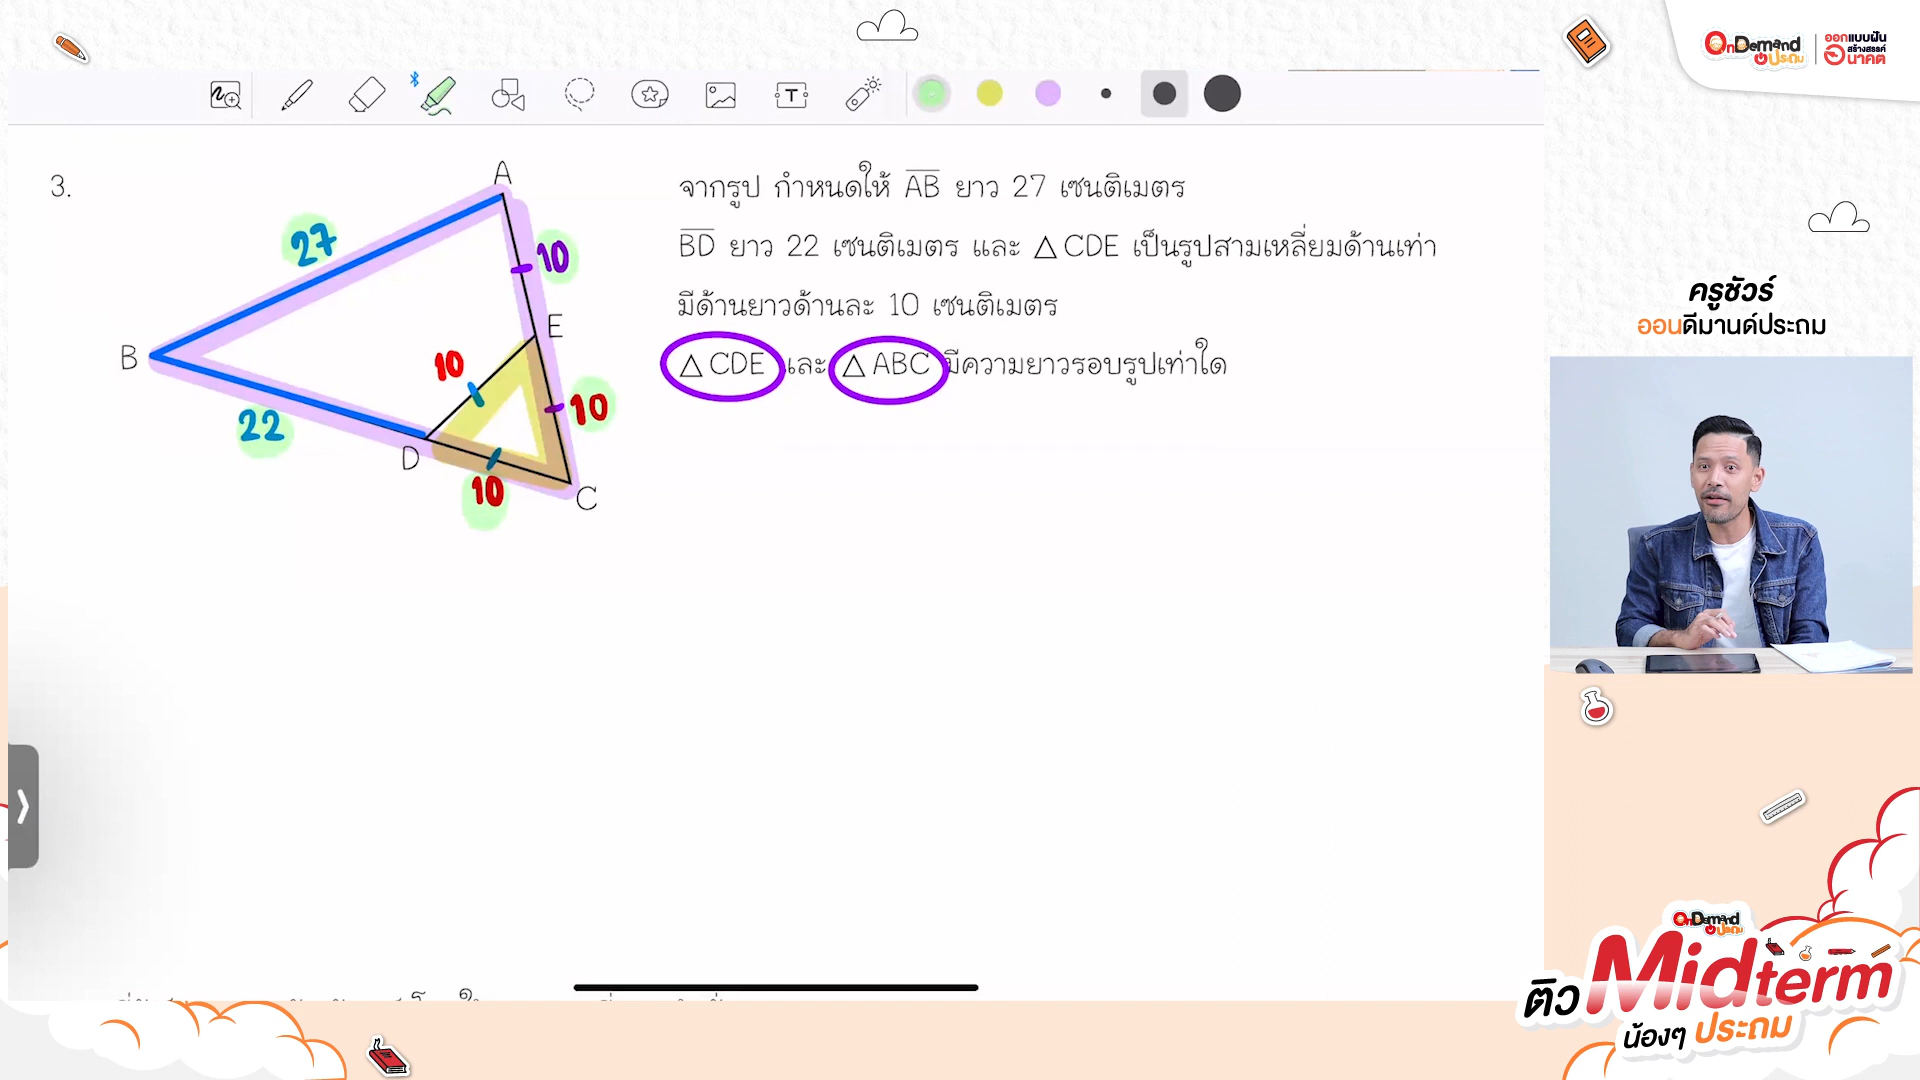 OnDemand
ประถม
ออกแบบฝัน
สร้างสรรค์
อนาคต
3.
จากรูป กำหนดให้ AB ยาว 27 เซนติเมตร
BD ยาว 22 เซนติเมตร และ △CDE เป็นรูปสามเหลี่ยมด้านเท่า
มีด้านยาวด้านละ 10 เซนติเมตร
△CDE และ △ABC มีความยาวรอบรูปเท่าใด
A
27
10
E
B
10
10
22
D
10
C
T
ครูชัวร์
ออนดีมานด์ประถม
OnDemand
ประถม
ติว Midterm
น้องๆ ประถม